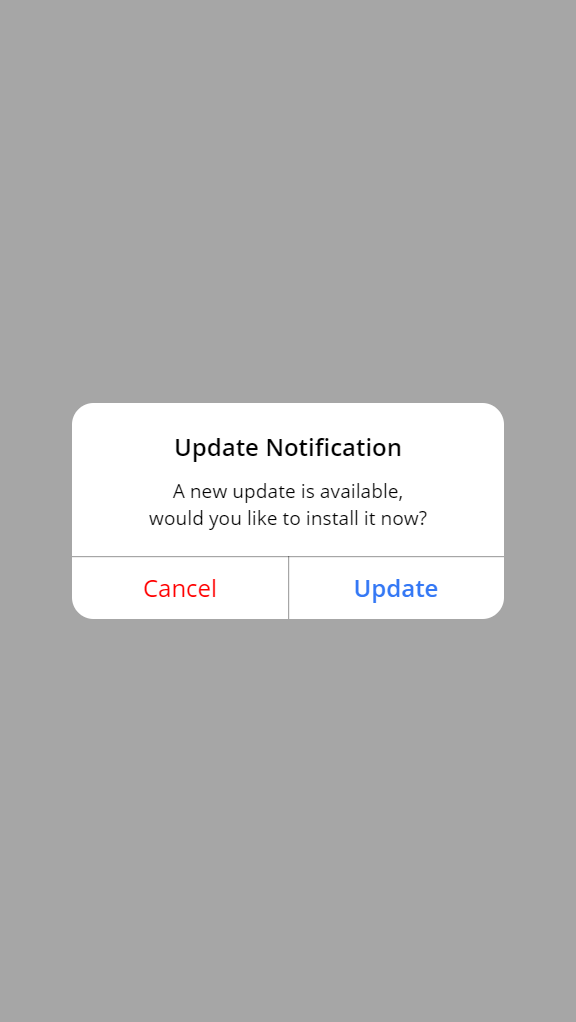 Update Notification
A new update is available,
would you like to install it now?
Cancel
Update